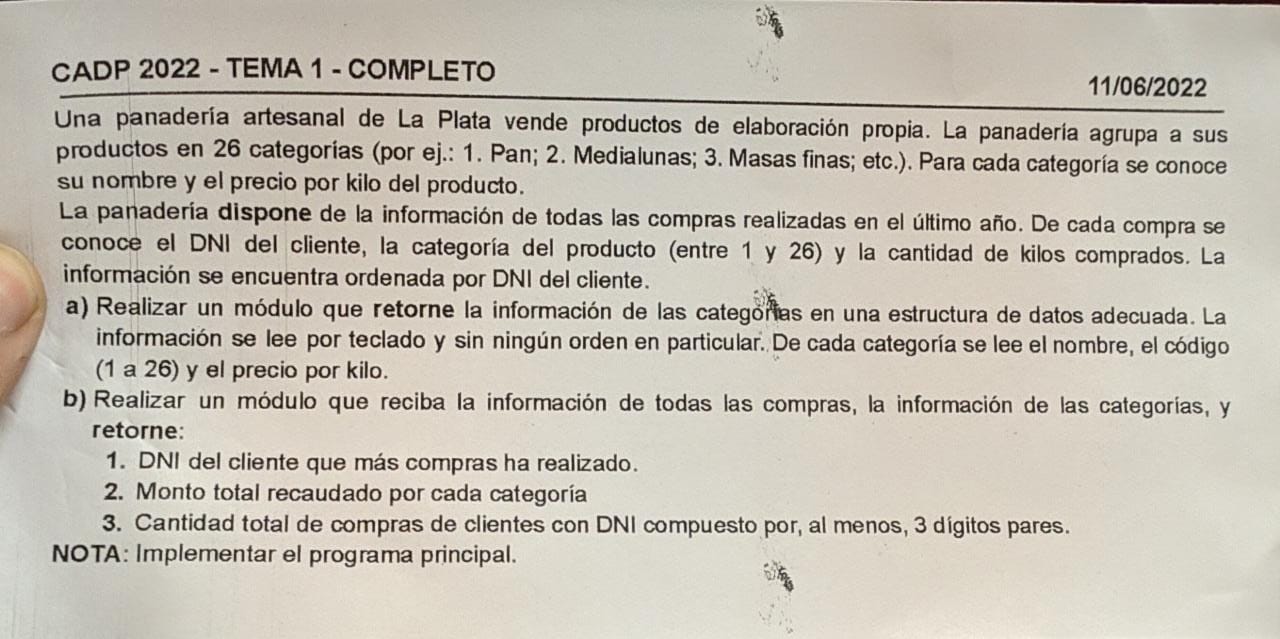 CADP 2022 - TEMA 1 - COMPLETO
11/06/2022
Una panadería artesanal de La Plata vende productos de elaboración propia. La panadería agrupa a sus
productos en 26 categorías (por ej.: 1. Pan; 2. Medialunas; 3. Masas finas; etc.). Para cada categoría se conoce
su nombre y el precio por kilo del producto.
La panadería dispone de la información de todas las compras realizadas en el último año. De cada compra se
conoce el DNI del cliente, la categoría del producto (entre 1 y 26) y la cantidad de kilos comprados. La
información se encuentra ordenada por DNI del cliente.
a) Realizar un módulo que retorne la información de las categorías en una estructura de datos adecuada. La
información se lee por teclado y sin ningún orden en particular. De cada categoría se lee el nombre, el código
(1 a 26) y el precio por kilo.
b) Realizar un módulo que reciba la información de todas las compras, la información de las categorías, y
retorne:
1. DNI del cliente que más compras ha realizado.
2. Monto total recaudado por cada categoría
3. Cantidad total de compras de clientes con DNI compuesto por, al menos, 3 dígitos pares.
NOTA: Implementar el programa principal.